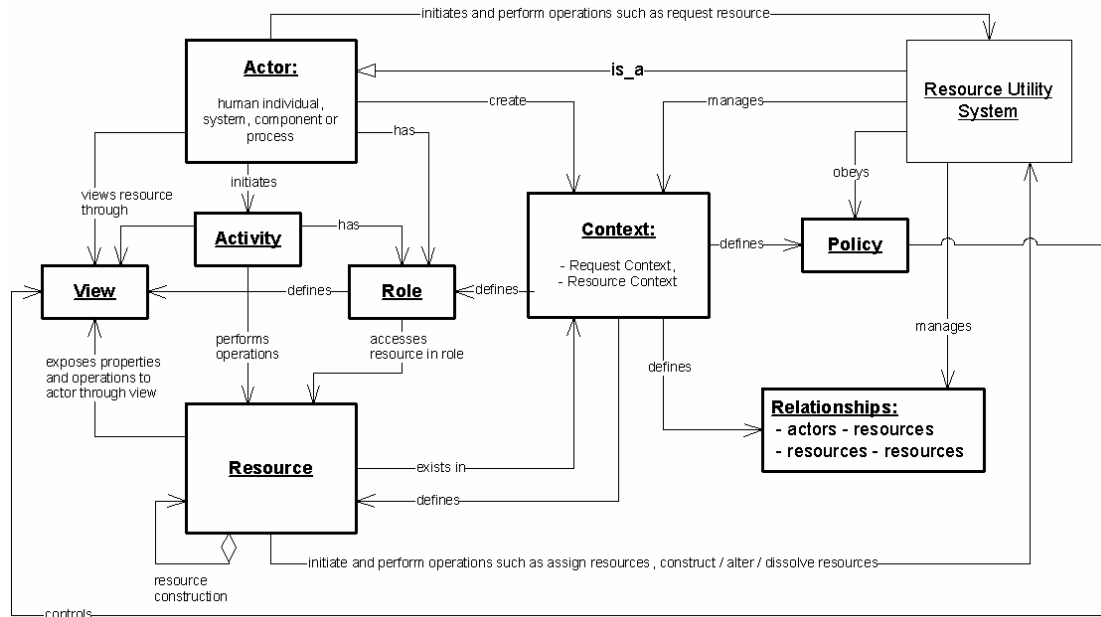 initiates and perform operations such as request resource
Actor:
human individual,
system, component or
process
is_a
Resource Utility
System
create
manages
has
obeys
initiates
views resource
through
Activity
has
Context:
- Request Context,
- Resource Context
defines
Policy
View
defines
Role
defines
exposes properties
and operations to
actor through view
performs
operations
accesses
resource in role
manages
defines
Relationships:
- actors - resources
- resources - resources
Resource
exists in
defines
resource
construction
initiate and perform operations such as assign resources , construct / alter / dissolve resources
controls